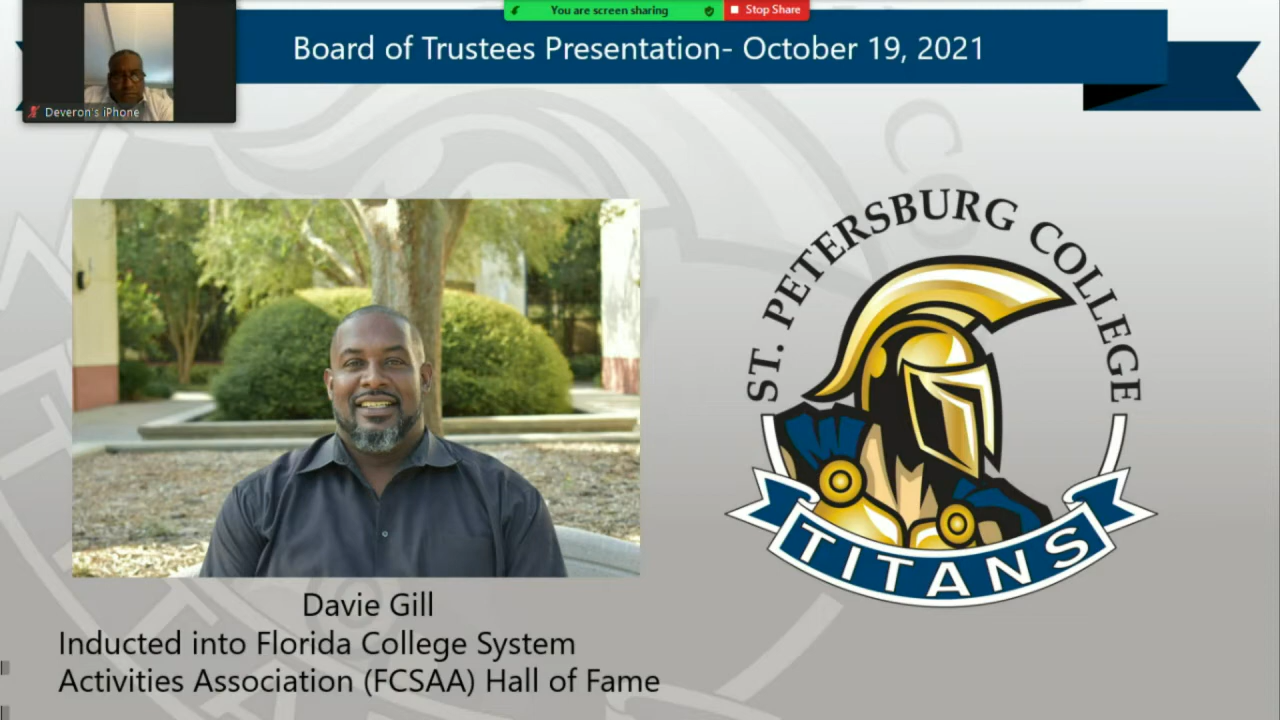 You are screen sharing
Stop Share
Board of Trustees Presentation- October 19, 2021
Deveron's iPhone
ST. PETERSBURG COLLEGE
TITANS
Davie Gill
Inducted into Florida College System
Activities Association (FCSAA) Hall of Fame